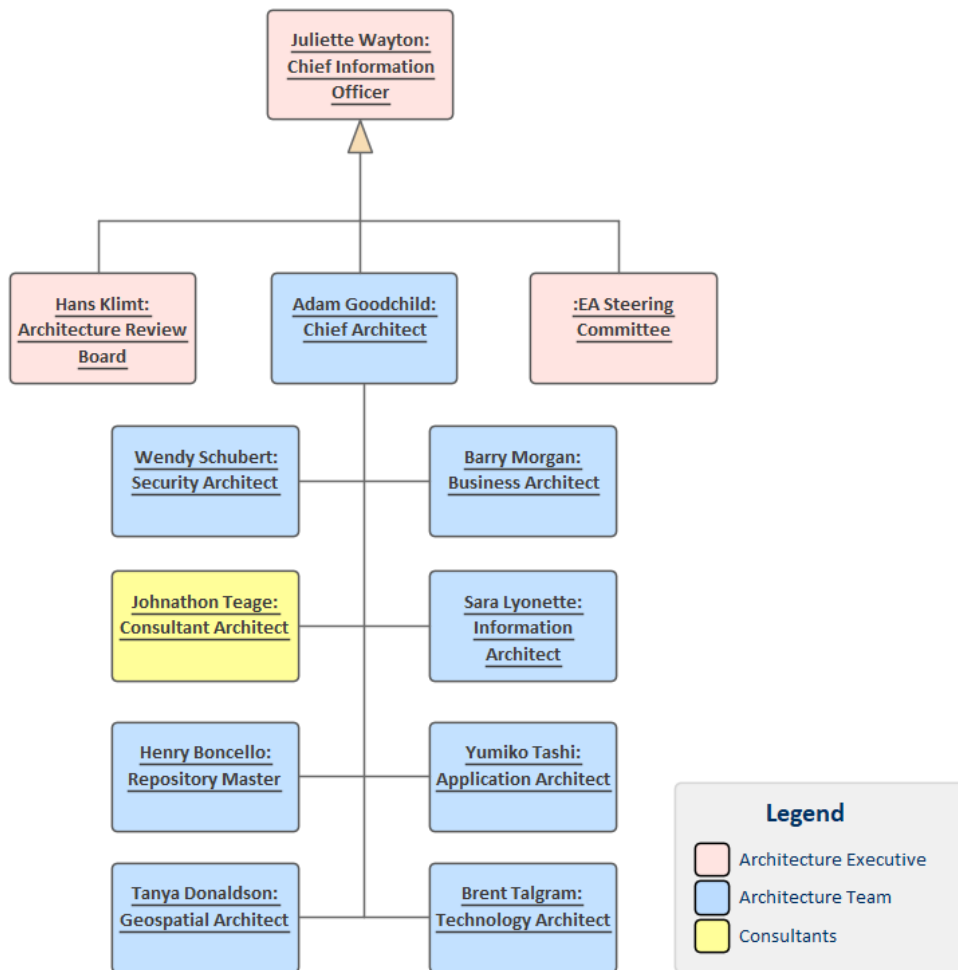 Juliette Wayton:
Chief Information
Officer
Hans Klimt:
Architecture Review
Board
Adam Goodchild:
Chief Architect
:EA Steering
Committee
Wendy Schubert:
Security Architect
Barry Morgan:
Business Architect
Johnathon Teage:
Consultant Architect
Sara Lyonette:
Information
Architect
Henry Boncello:
Repository Master
Yumiko Tashi:
Application Architect
Tanya Donaldson:
Geospatial Architect
Brent Talgram:
Technology Architect
Legend
Architecture Executive
Architecture Team
Consultants